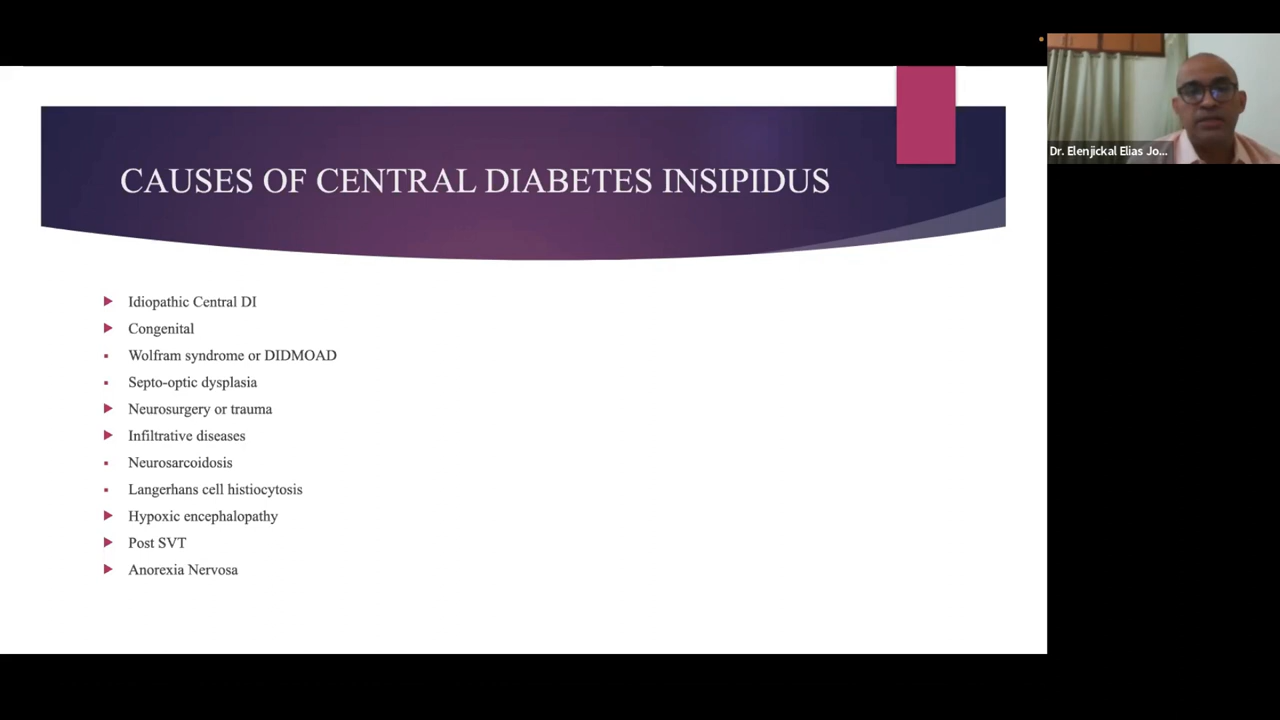 CAUSES OF CENTRAL DIABETES INSIPIDUS
Idiopathic Central DI
Congenital
Wolfram syndrome or DIDMOAD
Septo-optic dysplasia
Neurosurgery or trauma
Infiltrative diseases
Neurosarcoidosis
Langerhans cell histiocytosis
Hypoxic encephalopathy
Post SVT
Anorexia Nervosa
Dr. Elenjickal Elias Jo...